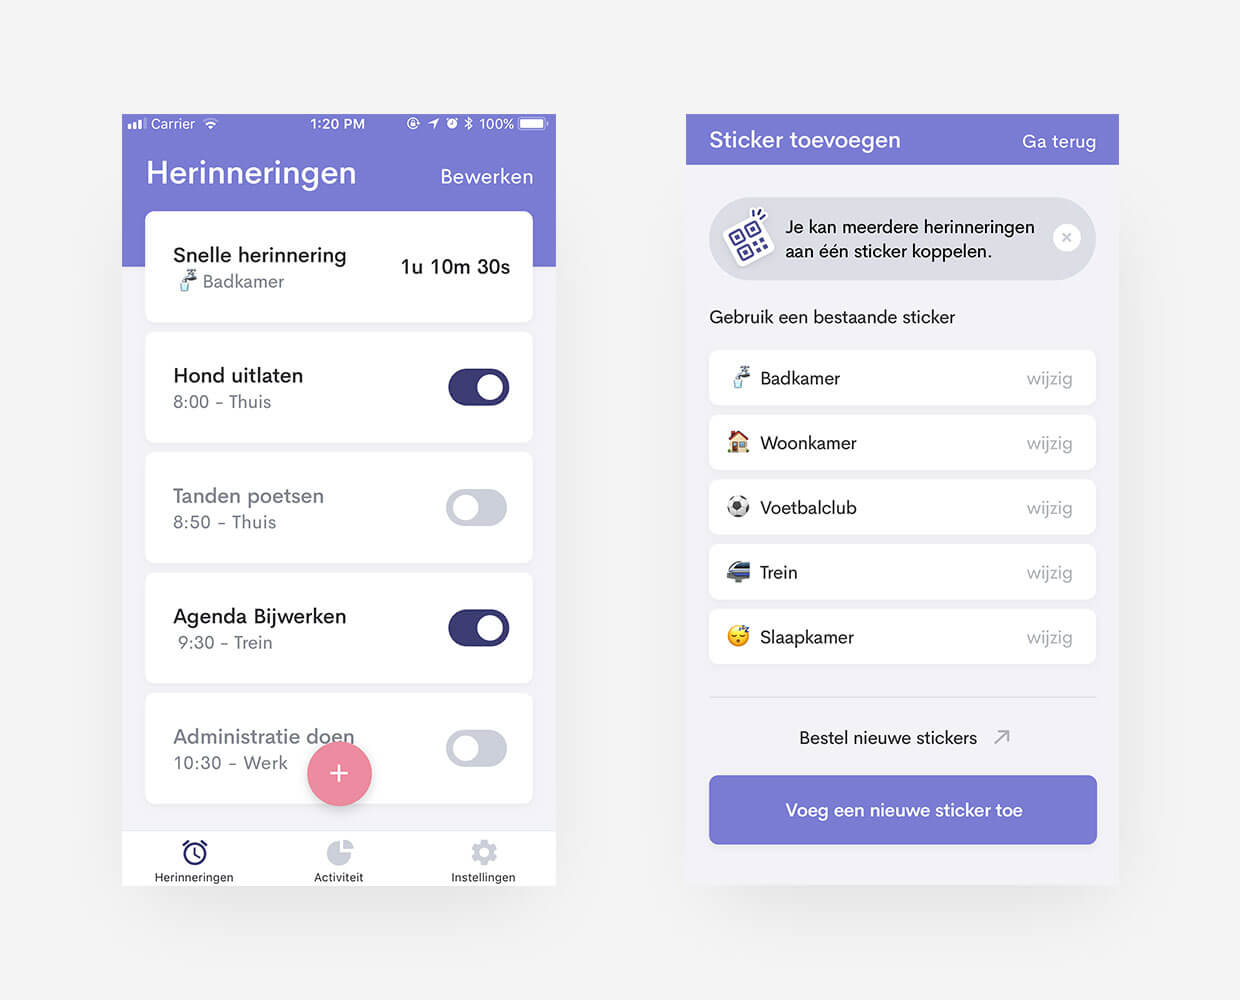 Carrier 1:20 PM 100%
Herinneringen Bewerken
Snelle herinnering
Badkamer
1u 10m 30s
Hond uitlaten
8:00 - Thuis
Tanden poetsen
8:50 - Thuis
Agenda Bijwerken
9:30 - Trein
Administratie doen
10:30 - Werk
+
Herinneringen Activiteit Instellingen
Sticker toevoegen Ga terug
Je kan meerdere herinneringen
aan één sticker koppelen.
Gebruik een bestaande sticker
Badkamer wijzig
Woonkamer wijzig
Voetbalclub wijzig
Trein wijzig
Slaapkamer wijzig
Bestel nieuwe stickers
Voeg een nieuwe sticker toe